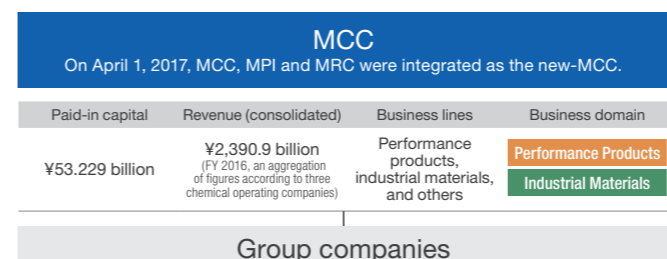 MCC
On April 1, 2017, MCC, MPI and MRC were integrated as the new-MCC.
Paid-in capital
Revenue (consolidated)
Business lines
Business domain
¥53.229 billion
¥2,390.9 billion
(FY 2016, an aggregation
of figures according to three
chemical operating companies)
Performance
products,
industrial materials,
and others
Performance Products
Industrial Materials
Group companies